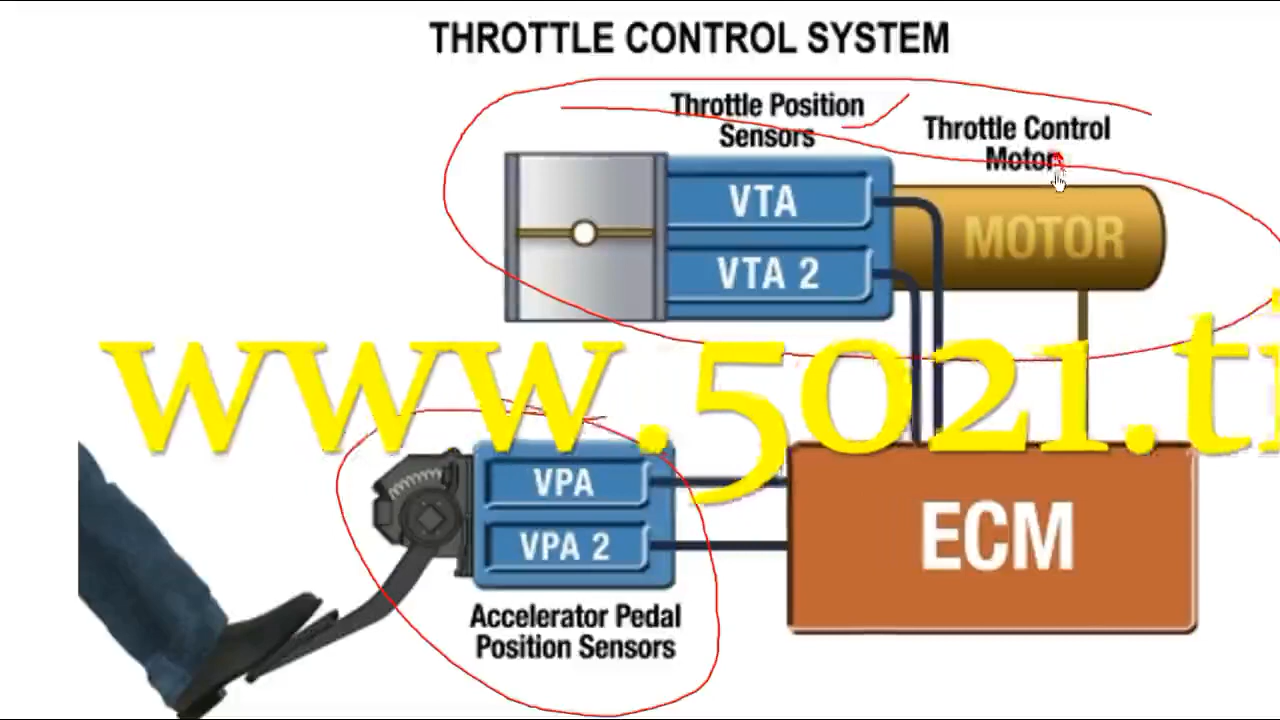 THROTTLE CONTROL SYSTEM
Throttle Position
Sensors
Throttle Control
Motor
VTA
VTA 2
MOTOR
www.5021.ti
VPA
VPA 2
ECM
Accelerator Pedal
Position Sensors